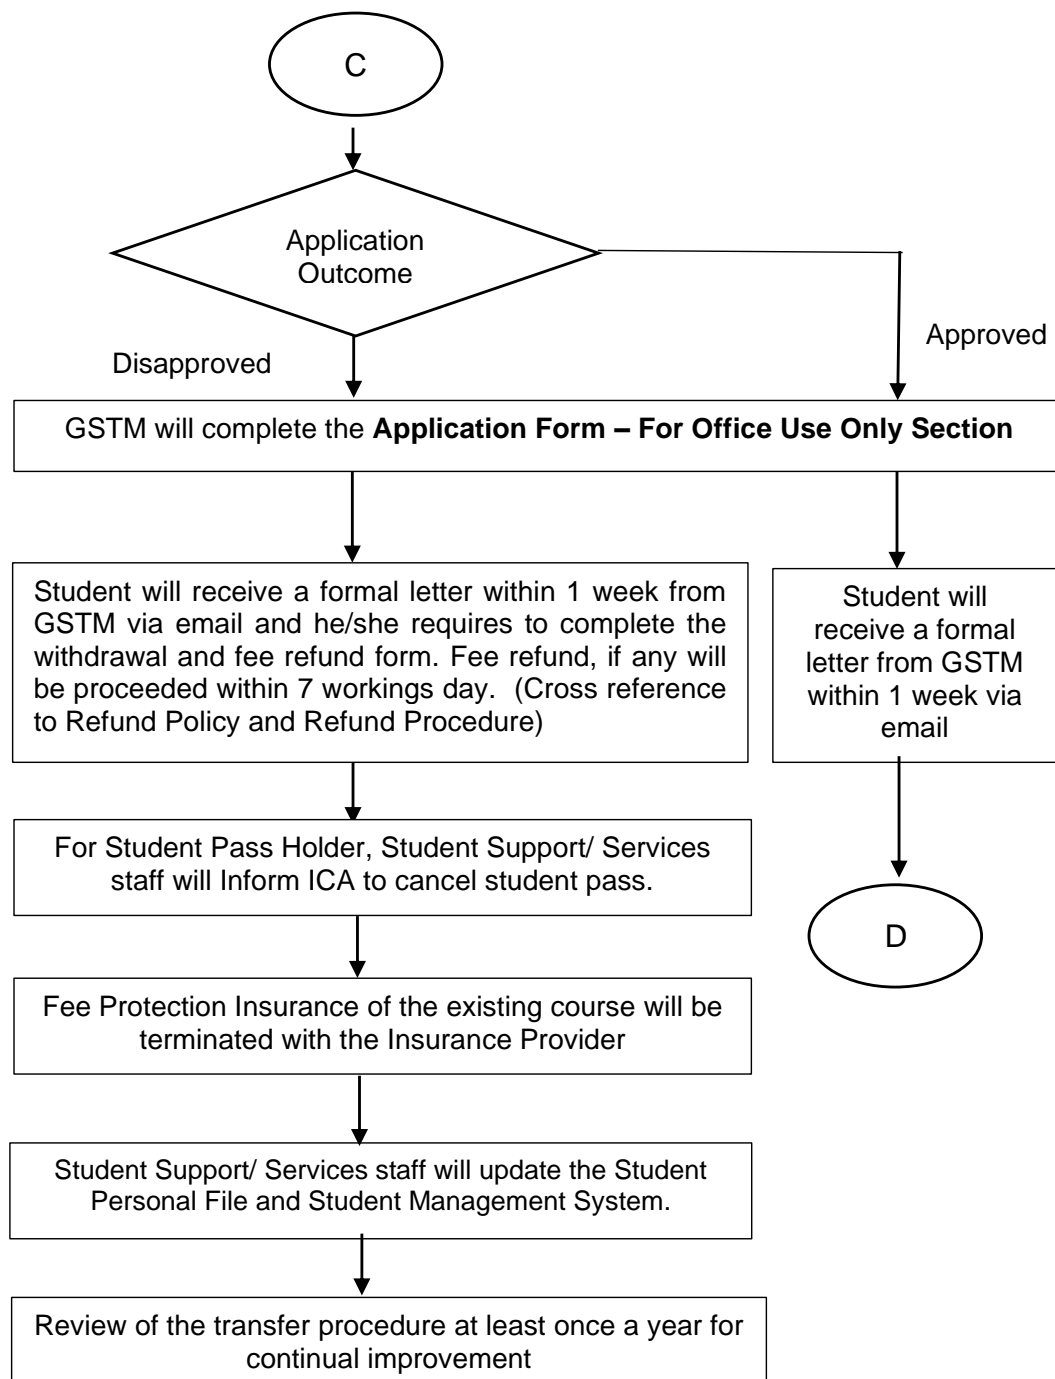 C
Application
Outcome
Disapproved
Approved
GSTM will complete the Application Form – For Office Use Only Section
Student will receive a formal letter within 1 week from
GSTM via email and he/she requires to complete the
withdrawal and fee refund form. Fee refund, if any will
be proceeded within 7 workings day. (Cross reference
to Refund Policy and Refund Procedure)
Student will
receive a formal
letter from GSTM
within 1 week via
email
For Student Pass Holder, Student Support/ Services
staff will Inform ICA to cancel student pass.
D
Fee Protection Insurance of the existing course will be
terminated with the Insurance Provider
Student Support/ Services staff will update the Student
Personal File and Student Management System.
Review of the transfer procedure at least once a year for
continual improvement